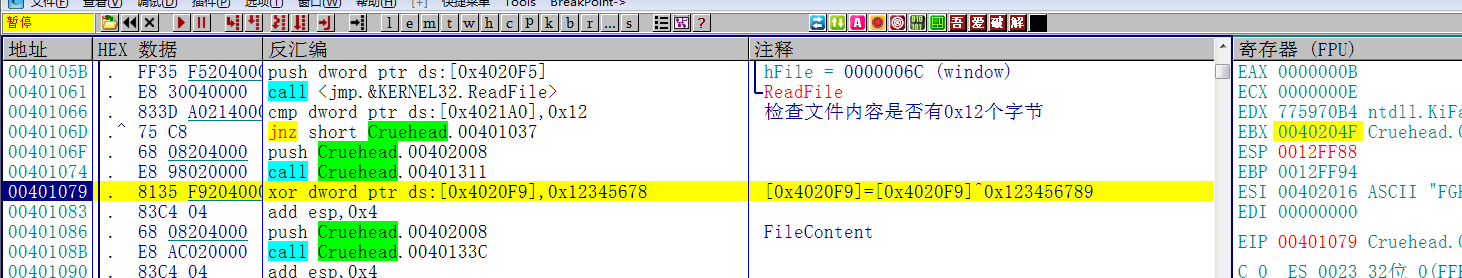 文件(F) 查看(V) 调试(D) 插件(P) 选项(T) 窗口(W) 帮助(H) [+] 快捷菜单 Tools BreakPoint->
暂停 l e m t w h c p k b r ... s ?
A 吾 爱 破 解
地址 HEX 数据 反汇编 注释 寄存器 (FPU)
0040105B . FF35 F5204000 push dword ptr ds:[0x4020F5] hFile = 0000006C (window) EAX 0000000B
00401061 . E8 30040000 call <jmp.&KERNEL32.ReadFile> ReadFile ECX 0000000E
00401066 . 833D A0214000 cmp dword ptr ds:[0x4021A0],0x12 检查文件内容是否有0x12个字节 EDX 775970B4 ntdll.KiFa
0040106D .^ 75 C8 jnz short Cruehead.00401037 EBX 0040204F Cruehead.0
0040106F . 68 08204000 push Cruehead.00402008 ESP 0012FF88
00401074 . E8 98020000 call Cruehead.00401311 EBP 0012FF94
00401079 . 8135 F9204000 xor dword ptr ds:[0x4020F9],0x12345678 [0x4020F9]=[0x4020F9]^0x123456789 ESI 00402016 ASCII "FGH
00401083 . 83C4 04 add esp,0x4 EDI 00000000
00401086 . 68 08204000 push Cruehead.00402008 FileContent
0040108B . E8 AC020000 call Cruehead.0040133C EIP 00401079 Cruehead.0
00401090 . 83C4 04 add esp,0x4 C 0 ES 0023 32位 0(FFF